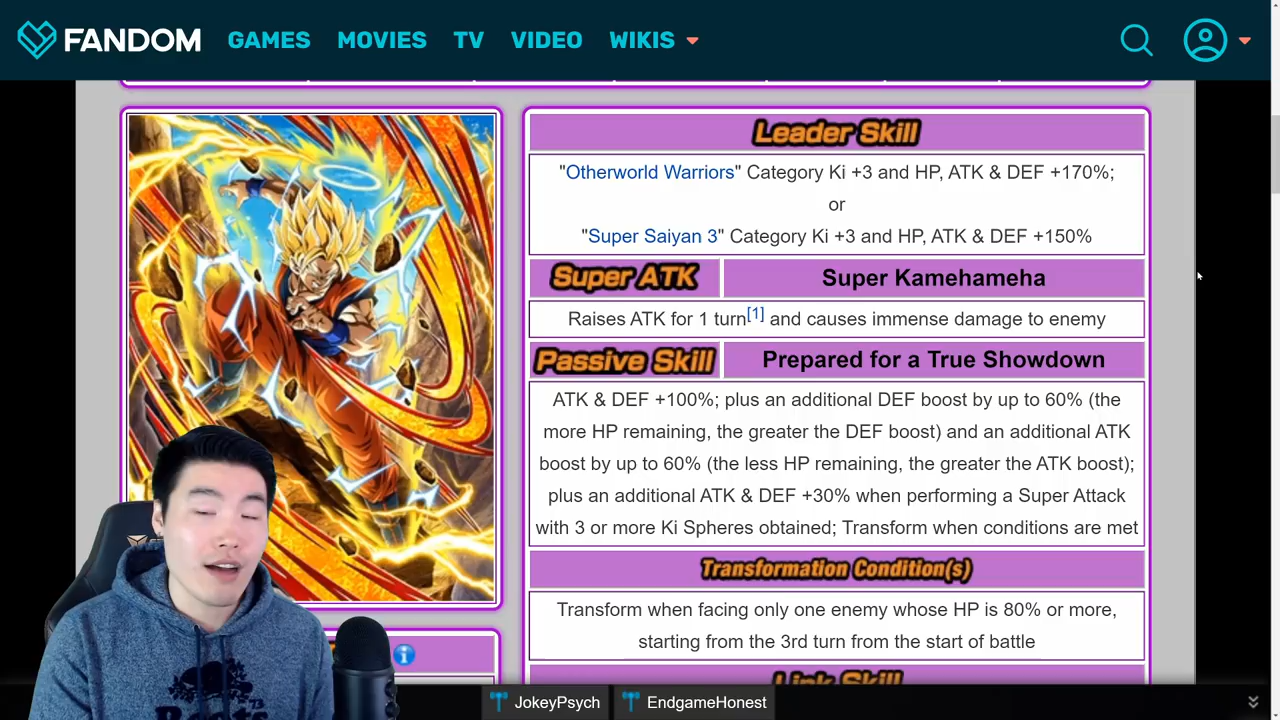 FANDOM GAMES MOVIES TV VIDEO WIKIS
Leader Skill
"Otherworld Warriors" Category Ki +3 and HP, ATK & DEF +170%;
or
"Super Saiyan 3" Category Ki +3 and HP, ATK & DEF +150%
Super ATK
Super Kamehameha
Raises ATK for 1 turn[1] and causes immense damage to enemy
Passive Skill
Prepared for a True Showdown
ATK & DEF +100%; plus an additional DEF boost by up to 60% (the
more HP remaining, the greater the DEF boost) and an additional ATK
boost by up to 60% (the less HP remaining, the greater the ATK boost);
plus an additional ATK & DEF +30% when performing a Super Attack
with 3 or more Ki Spheres obtained; Transform when conditions are met
Transformation Condition(s)
Transform when facing only one enemy whose HP is 80% or more,
starting from the 3rd turn from the start of battle
Link Skill
Roots
JokeyPsych
EndgameHonest